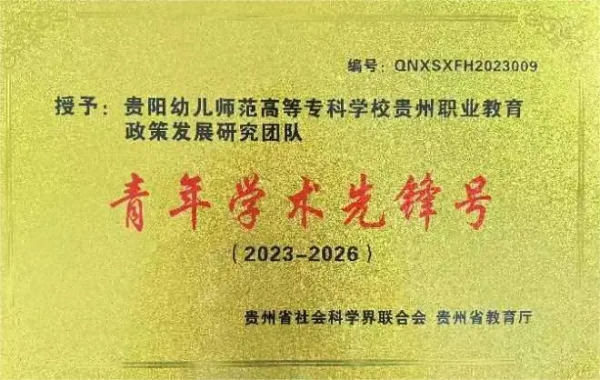 编号：QNXSXFH2023009
授予：贵阳幼儿师范高等专科学校贵州职业教育
政策发展研究团队
青年学术先锋号
（2023-2026）
贵州省社会科学界联合会 贵州省教育厅